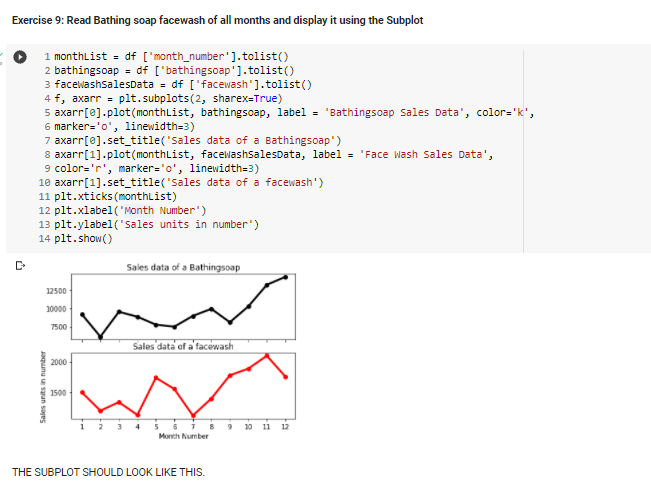 Exercise 9: Read Bathing soap facewash of all months and display it using the Subplot
1 monthList = df ['month_number'].tolist()
2 bathingsoap = df ['bathingsoap'].tolist()
3 faceWashSalesData = df ['facewash'].tolist()
4 f, axarr = plt.subplots(2, sharex=True)
5 axarr[0].plot(monthList, bathingsoap, label = 'Bathingsoap Sales Data', color='k',
6 marker='o', linewidth=3)
7 axarr[0].set_title('Sales data of a Bathingsoap')
8 axarr[1].plot(monthList, faceWashSalesData, label = 'Face Wash Sales Data',
9 color='r', marker='o', linewidth=3)
10 axarr[1].set_title('Sales data of a facewash')
11 plt.xticks(monthList)
12 plt.xlabel('Month Number')
13 plt.ylabel('Sales units in number')
14 plt.show()
Sales data of a Bathingsoap
12500
10000
7500
Sales data of a facewash
2000
1500
Sales units in number
1 2 3 4 5 6 7 8 9 10 11 12
Month Number
THE SUBPLOT SHOULD LOOK LIKE THIS.